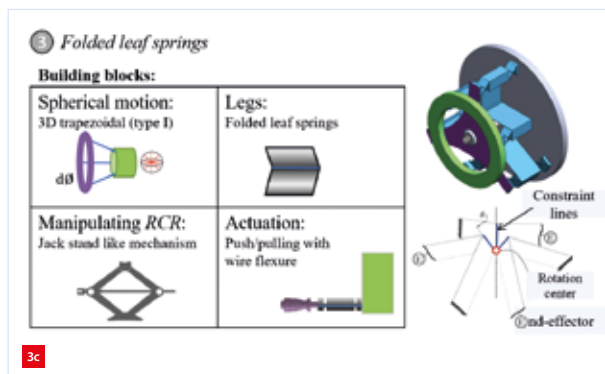 3 Folded leaf springs
Building blocks:
Spherical motion:
3D trapezoidal (type I)
dØ
Legs:
Folded leaf springs
Manipulating RCR:
Jack stand like mechanism
Actuation:
Push/pulling with
wire flexure
Constraint
lines
E
E
Rotation
center
End-effector
3c